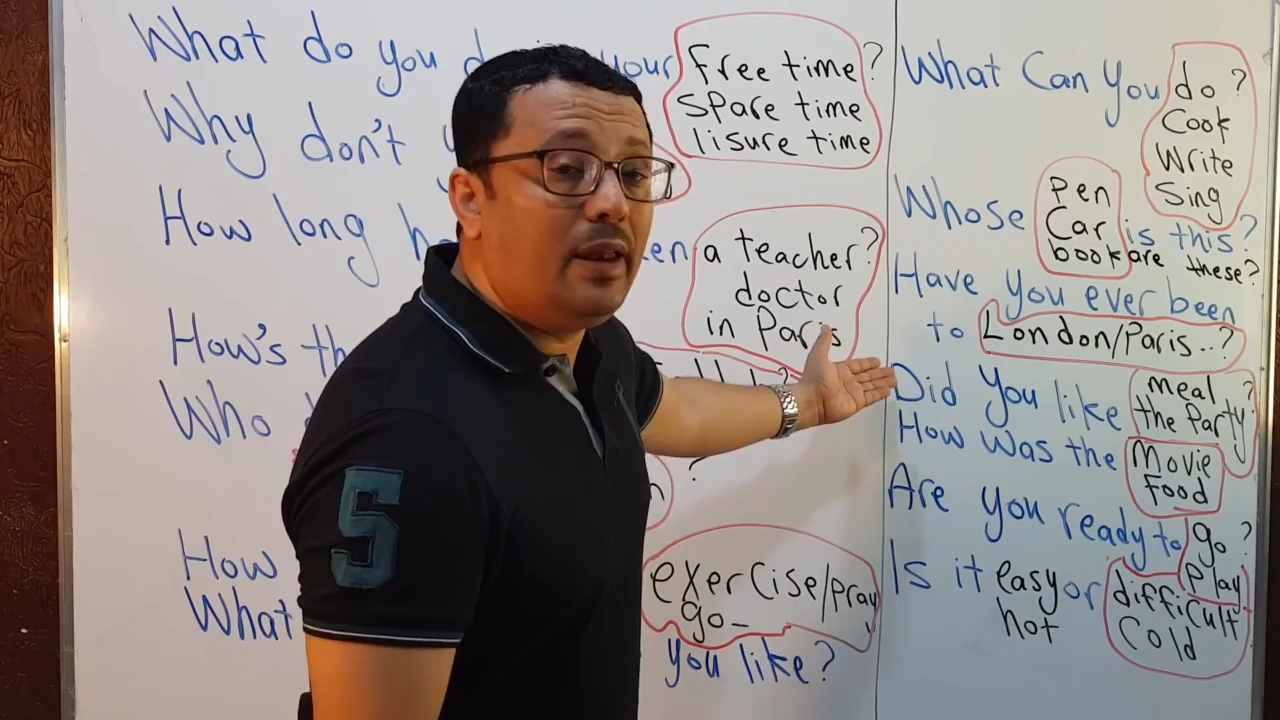 What do you your free time?
spare time
lisure time
Why don't
How long en a teacher?
doctor
in Paris
How's
Who
?
How exercise/pray
go_
What you like?
5
What Can You do?
Cook
Write
Sing
Whose pen is this?
Car
book are these?
Have you ever been
to London/Paris..?
Did You like meal?
the Party?
How was the Movie
food
Are you ready to go?
play
Is it easy or difficult
hot Cold